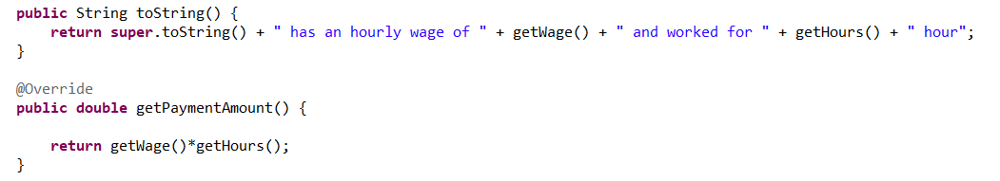 public String toString() {
    return super.toString() + " has an hourly wage of " + getWage() + " and worked for " + getHours() + " hour";
}
@Override
public double getPaymentAmount() {
    return getWage()*getHours();
}